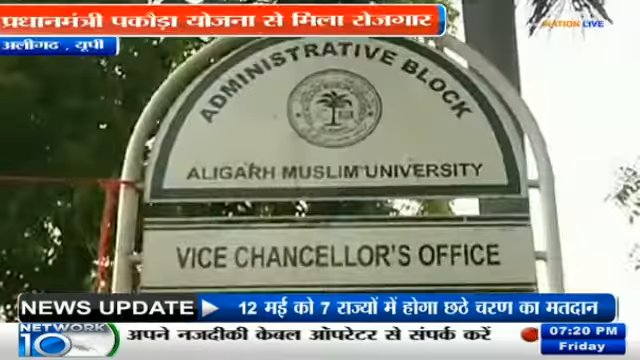 प्रधानमंत्री पकौड़ा योजना से मिला रोजगार
अलीगढ़ , यूपी
NATION LIVE
ADMINISTRATIVE BLOCK
ALIGARH MUSLIM UNIVERSITY
VICE CHANCELLOR'S OFFICE
NEWS UPDATE
12 मई को 7 राज्यों में होगा छठे चरण का मतदान
NETWORK
10
अपने नजदीकी केबल ऑपरेटर से संपर्क करें
07:20 PM
Friday